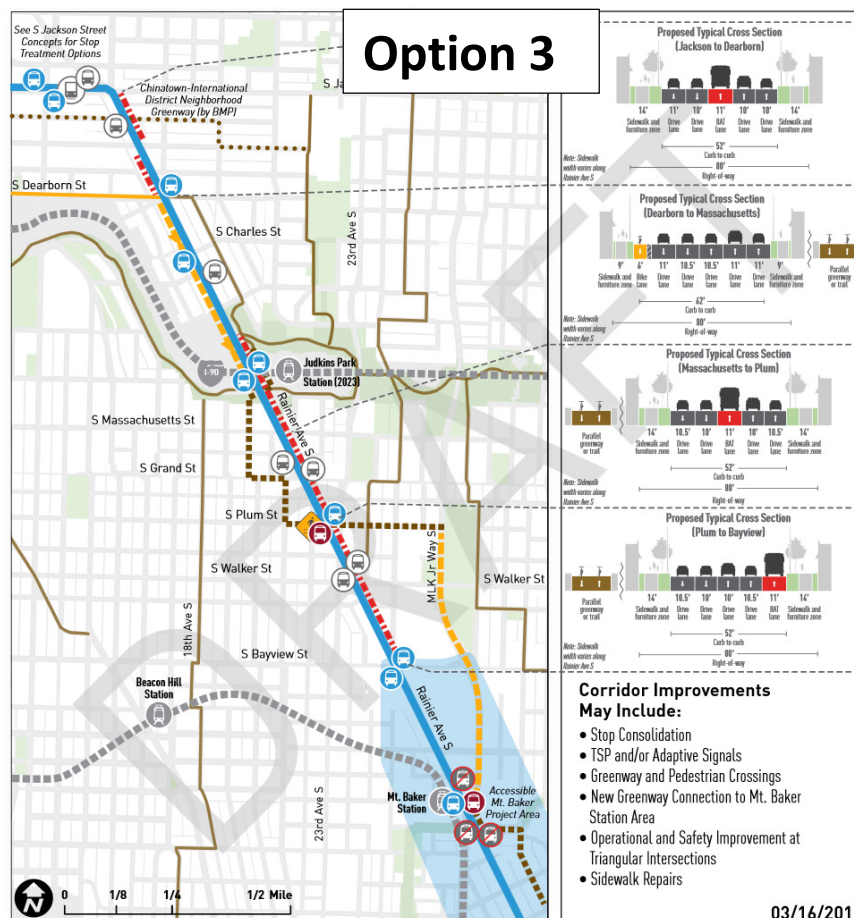 Option 3
See S Jackson Street
Concepts for Stop
Treatment Options
Chinatown-International
District Neighborhood
Greenway (by BMP)
S Ja
S Dearborn St
S Charles St
23rd Ave S
I-90
Judkins Park
Station (2023)
S Massachusetts St
Rainier Ave S
S Grand St
S Plum St
MLK Jr Way S
S Walker St
S Walker St
18th Ave S
S Bayview St
Beacon Hill
Station
Rainier Ave S
23rd Ave S
Mt. Baker
Station
Accessible
Mt. Baker
Project Area
N
0 1/8 1/4 1/2 Mile
DRAFT
Proposed Typical Cross Section
(Jackson to Dearborn)
14' 11' 10' 11' 10' 10' 14'
Sidewalk and furniture zone
Drive lane
Drive lane
BAT lane
Drive lane
Drive lane
Sidewalk and furniture zone
52'
Curb to curb
80'
Right-of-way
Note: Sidewalk
width varies along
Rainier Ave S
Proposed Typical Cross Section
(Dearborn to Massachusetts)
9' 6' 11' 10.5' 10.5' 11' 11' 9'
Sidewalk and furniture zone
Bike lane
Drive lane
Drive lane
Drive lane
Drive lane
Drive lane
Sidewalk and furniture zone
Parallel greenway or trail
62'
Curb to curb
80'
Right-of-way
Note: Sidewalk
width varies along
Rainier Ave S
Proposed Typical Cross Section
(Massachusetts to Plum)
14' 10.5' 10' 11' 10' 10.5' 14'
Parallel greenway or trail
Sidewalk and furniture zone
Drive lane
Drive lane
BAT lane
Drive lane
Drive lane
Sidewalk and furniture zone
52'
Curb to curb
80'
Right-of-way
Note: Sidewalk
width varies along
Rainier Ave S
Proposed Typical Cross Section
(Plum to Bayview)
14' 10.5' 10' 10' 10.5' 11' 14'
Parallel greenway or trail
Sidewalk and furniture zone
Drive lane
Drive lane
Drive lane
Drive lane
BAT lane
Sidewalk and furniture zone
52'
Curb to curb
80'
Right-of-way
Note: Sidewalk
width varies along
Rainier Ave S
Corridor Improvements
May Include:
• Stop Consolidation
• TSP and/or Adaptive Signals
• Greenway and Pedestrian Crossings
• New Greenway Connection to Mt. Baker
Station Area
• Operational and Safety Improvement at
Triangular Intersections
• Sidewalk Repairs
03/16/201